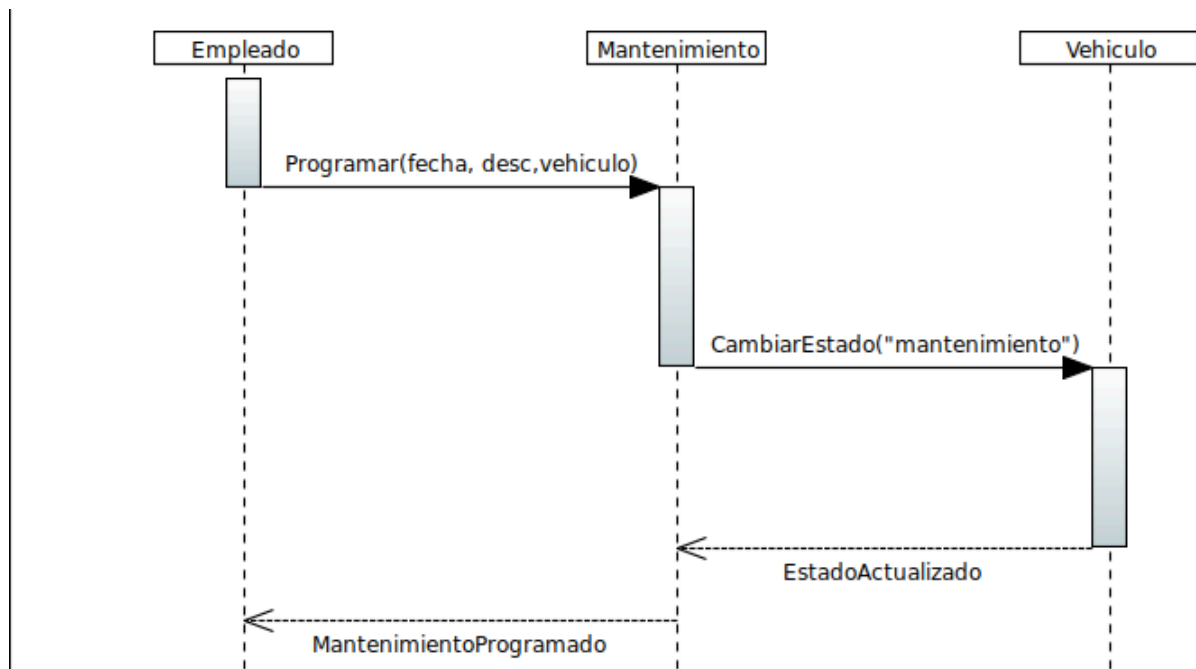 Empleado
Mantenimiento
Vehiculo
Programar(fecha, desc,vehiculo)
CambiarEstado("mantenimiento")
EstadoActualizado
MantenimientoProgramado